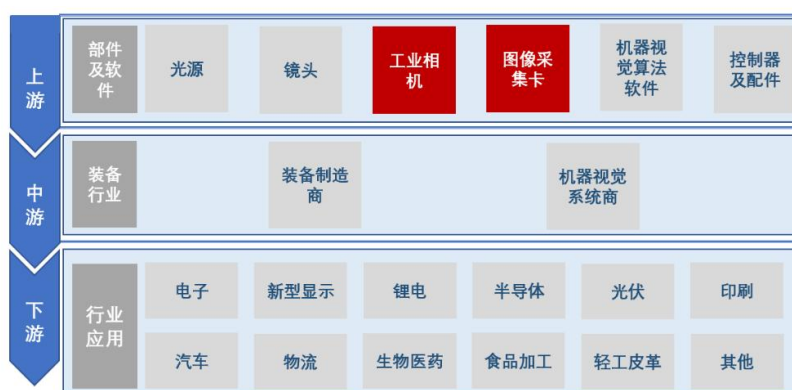 上
游
部件
及软
件
光源
镜头
工业相
机
图像采
集卡
机器视
觉算法
软件
控制器
及配件
中
游
装备
行业
装备制造
商
机器视觉
系统商
下
游
行业
应用
电子
新型显示
锂电
半导体
光伏
印刷
汽车
物流
生物医药
食品加工
轻工皮革
其他